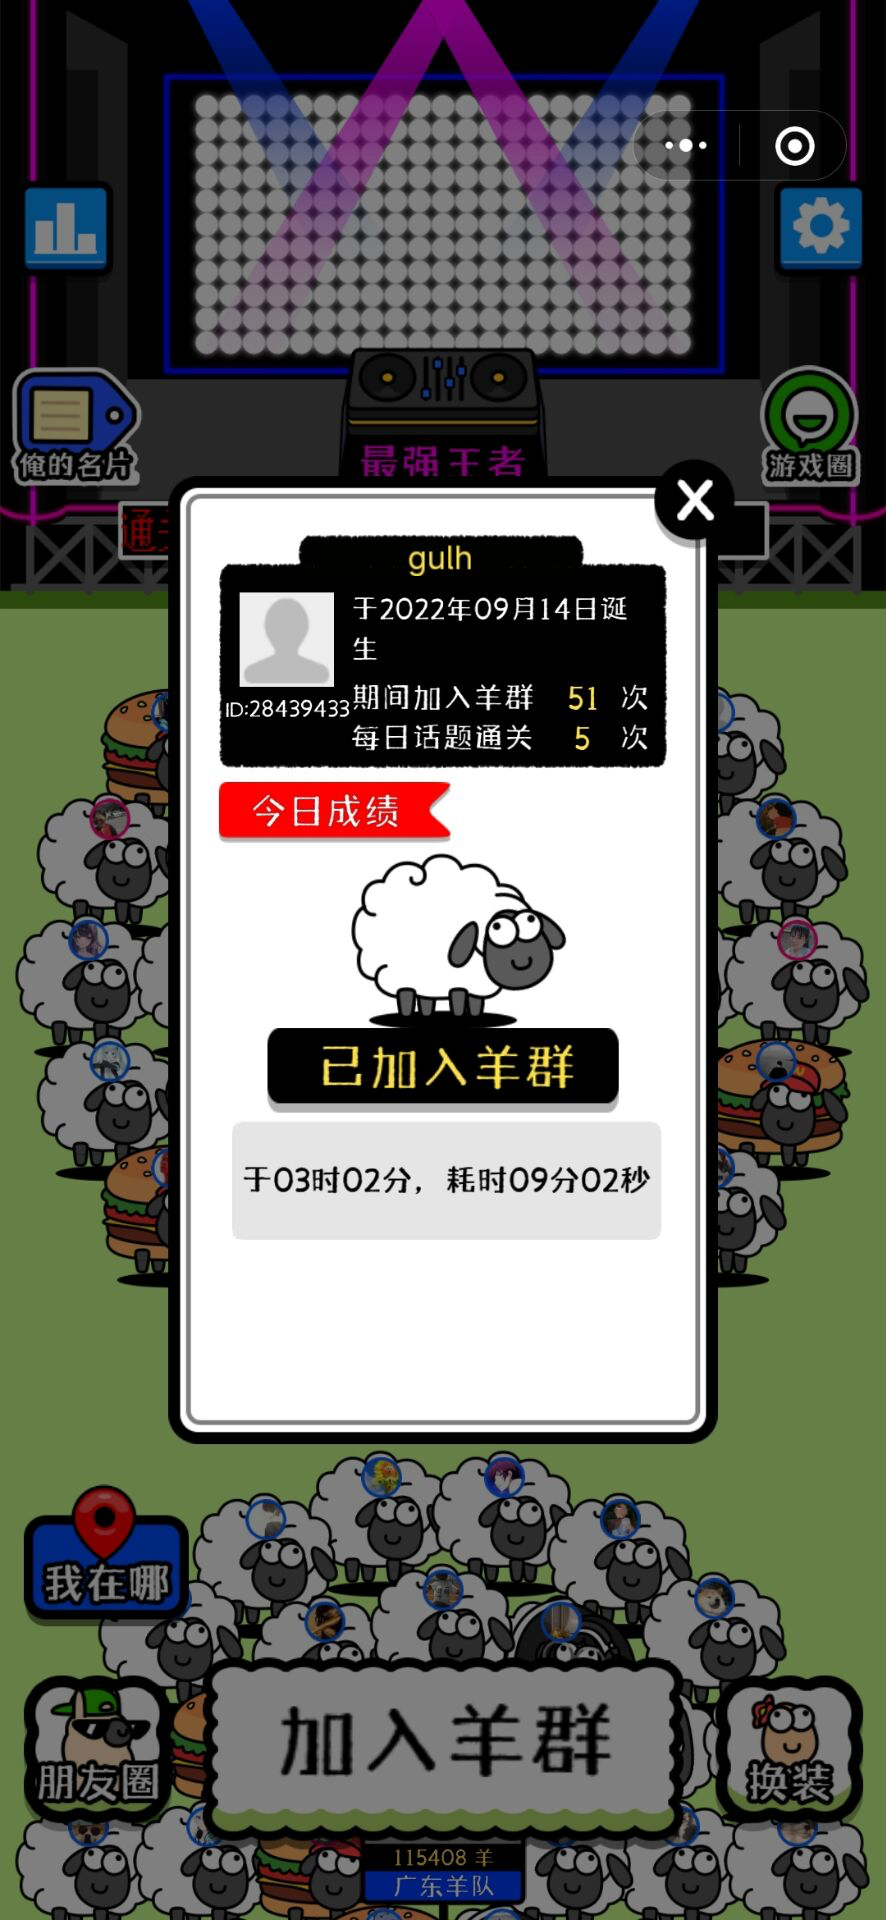 俺的名片
最强王者
游戏圈
通
gulh
于2022年09月14日诞
生
ID:28439433
期间加入羊群 51 次
每日话题通关 5 次
今日成绩
已加入羊群
于03时02分，耗时09分02秒
我在哪
加入羊群
朋友圈
换装
115408 羊
广东羊队